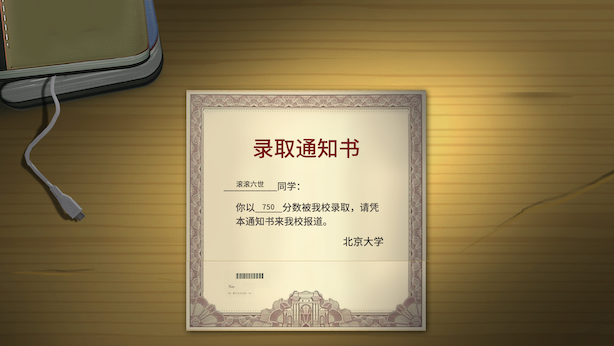 录取通知书
滚滚六世同学：
你以 750 分数被我校录取，请凭
本通知书来我校报道。
北京大学